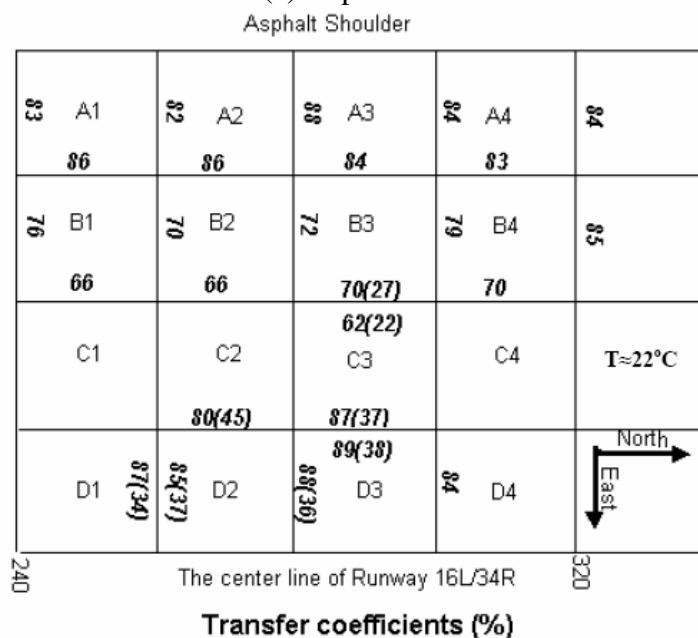 Asphalt Shoulder
83 A1 82 A2 88 A3 84 A4 84
86 86 84 83
76 B1 70 B2 72 B3 79 B4 85
66 66 70(27) 70
62(22)
C1 C2 C3 C4 T≈22°C
80(45) 87(37)
89(38) North
D1 87(34) 85(37) D2 88(36) D3 84 D4 East
240 The center line of Runway 16L/34R 320
Transfer coefficients (%)